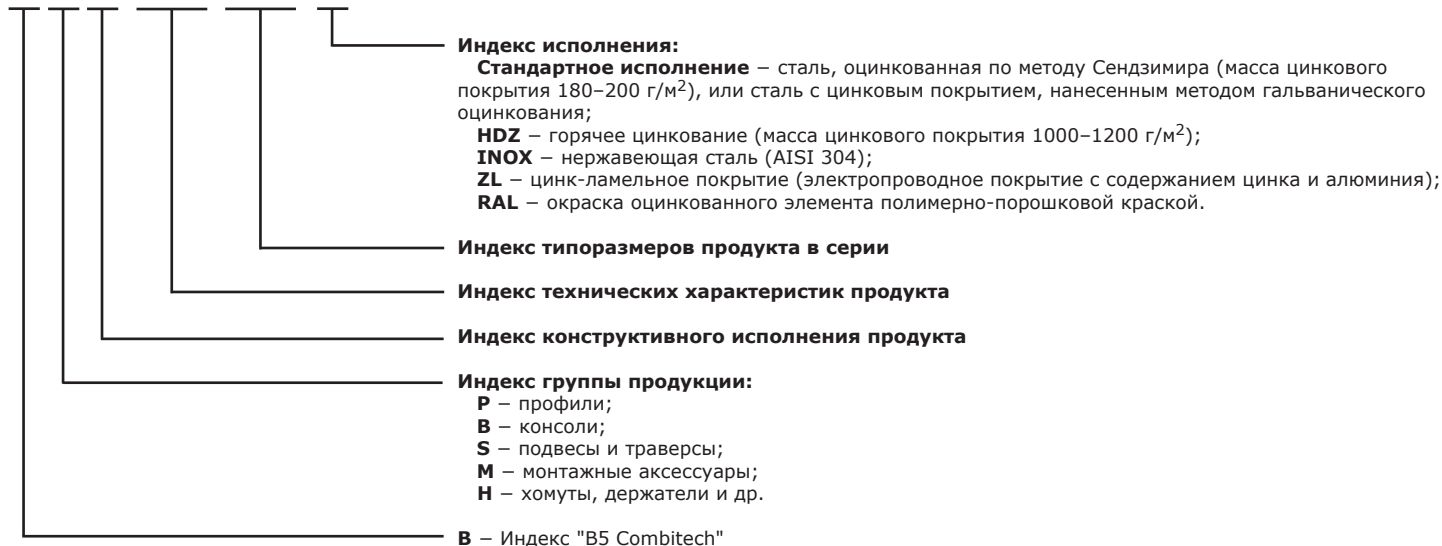 Индекс исполнения:
Стандартное исполнение − сталь, оцинкованная по методу Сендзимира (масса цинкового
покрытия 180–200 г/м²), или сталь с цинковым покрытием, нанесенным методом гальванического
оцинкования;
HDZ − горячее цинкование (масса цинкового покрытия 1000–1200 г/м²);
INOX − нержавеющая сталь (AISI 304);
ZL − цинк-ламельное покрытие (электропроводное покрытие с содержанием цинка и алюминия);
RAL − окраска оцинкованного элемента полимерно-порошковой краской.
Индекс типоразмеров продукта в серии
Индекс технических характеристик продукта
Индекс конструктивного исполнения продукта
Индекс группы продукции:
P − профили;
B − консоли;
S − подвесы и траверсы;
M − монтажные аксессуары;
H − хомуты, держатели и др.
B − Индекс "B5 Combitech"